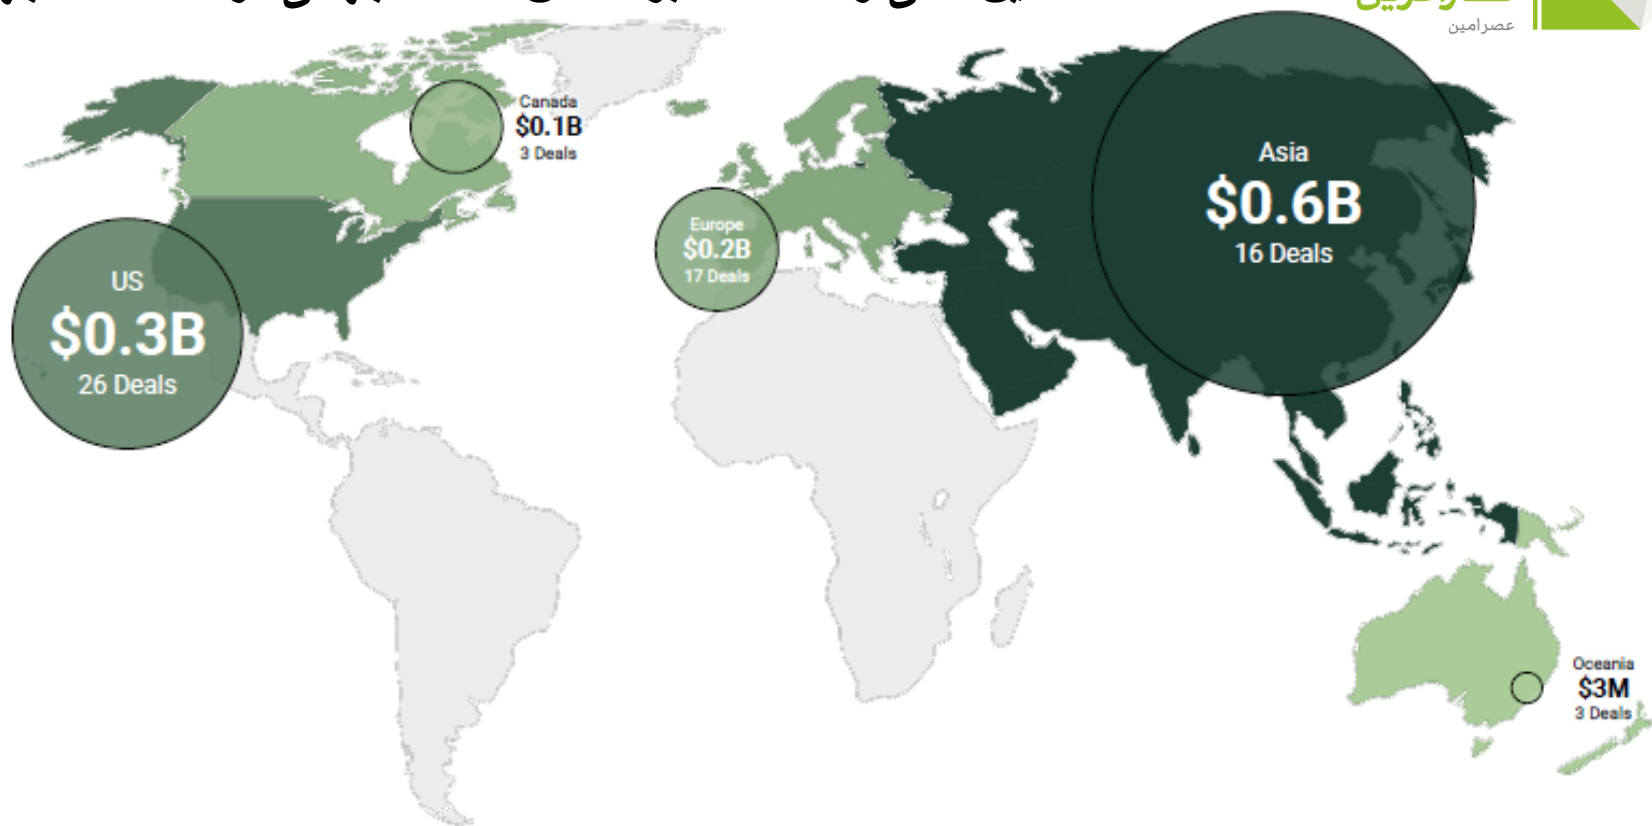 عصرامین
Canada
$0.1B
3 Deals
Asia
$0.6B
16 Deals
Europe
$0.2B
17 Deals
US
$0.3B
26 Deals
Oceania
$3M
3 Deals